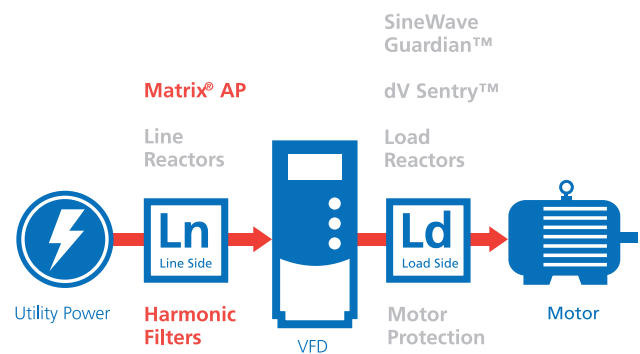 SineWave
Guardian™
Matrix® AP
dV Sentry™
Line
Reactors
Load
Reactors
Ln
Line Side
Ld
Load Side
Utility Power
Harmonic
Filters
VFD
Motor
Protection
Motor